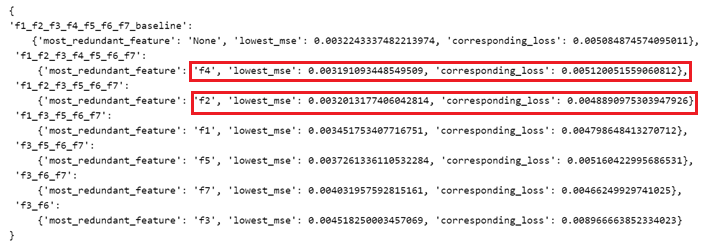 {
'f1_f2_f3_f4_f5_f6_f7_baseline':
{'most_redundant_feature': 'None', 'lowest_mse': 0.0032243337482213974, 'corresponding_loss': 0.005084874574095011},
'f1_f2_f3_f4_f5_f6_f7':
{'most_redundant_feature': 'f4', 'lowest_mse': 0.003191093448549509, 'corresponding_loss': 0.005120051559060812},
'f1_f2_f3_f5_f6_f7':
{'most_redundant_feature': 'f2', 'lowest_mse': 0.0032013177406042814, 'corresponding_loss': 0.0048890975303947926}
'f1_f3_f5_f6_f7':
{'most_redundant_feature': 'f1', 'lowest_mse': 0.003451753407716751, 'corresponding_loss': 0.004798648413270712},
'f3_f5_f6_f7':
{'most_redundant_feature': 'f5', 'lowest_mse': 0.0037261336110532284, 'corresponding_loss': 0.005160422995686531},
'f3_f6_f7':
{'most_redundant_feature': 'f7', 'lowest_mse': 0.004031957592815161, 'corresponding_loss': 0.00466249929741025},
'f3_f6':
{'most_redundant_feature': 'f3', 'lowest_mse': 0.004518250003457069, 'corresponding_loss': 0.008966663852334023}
}